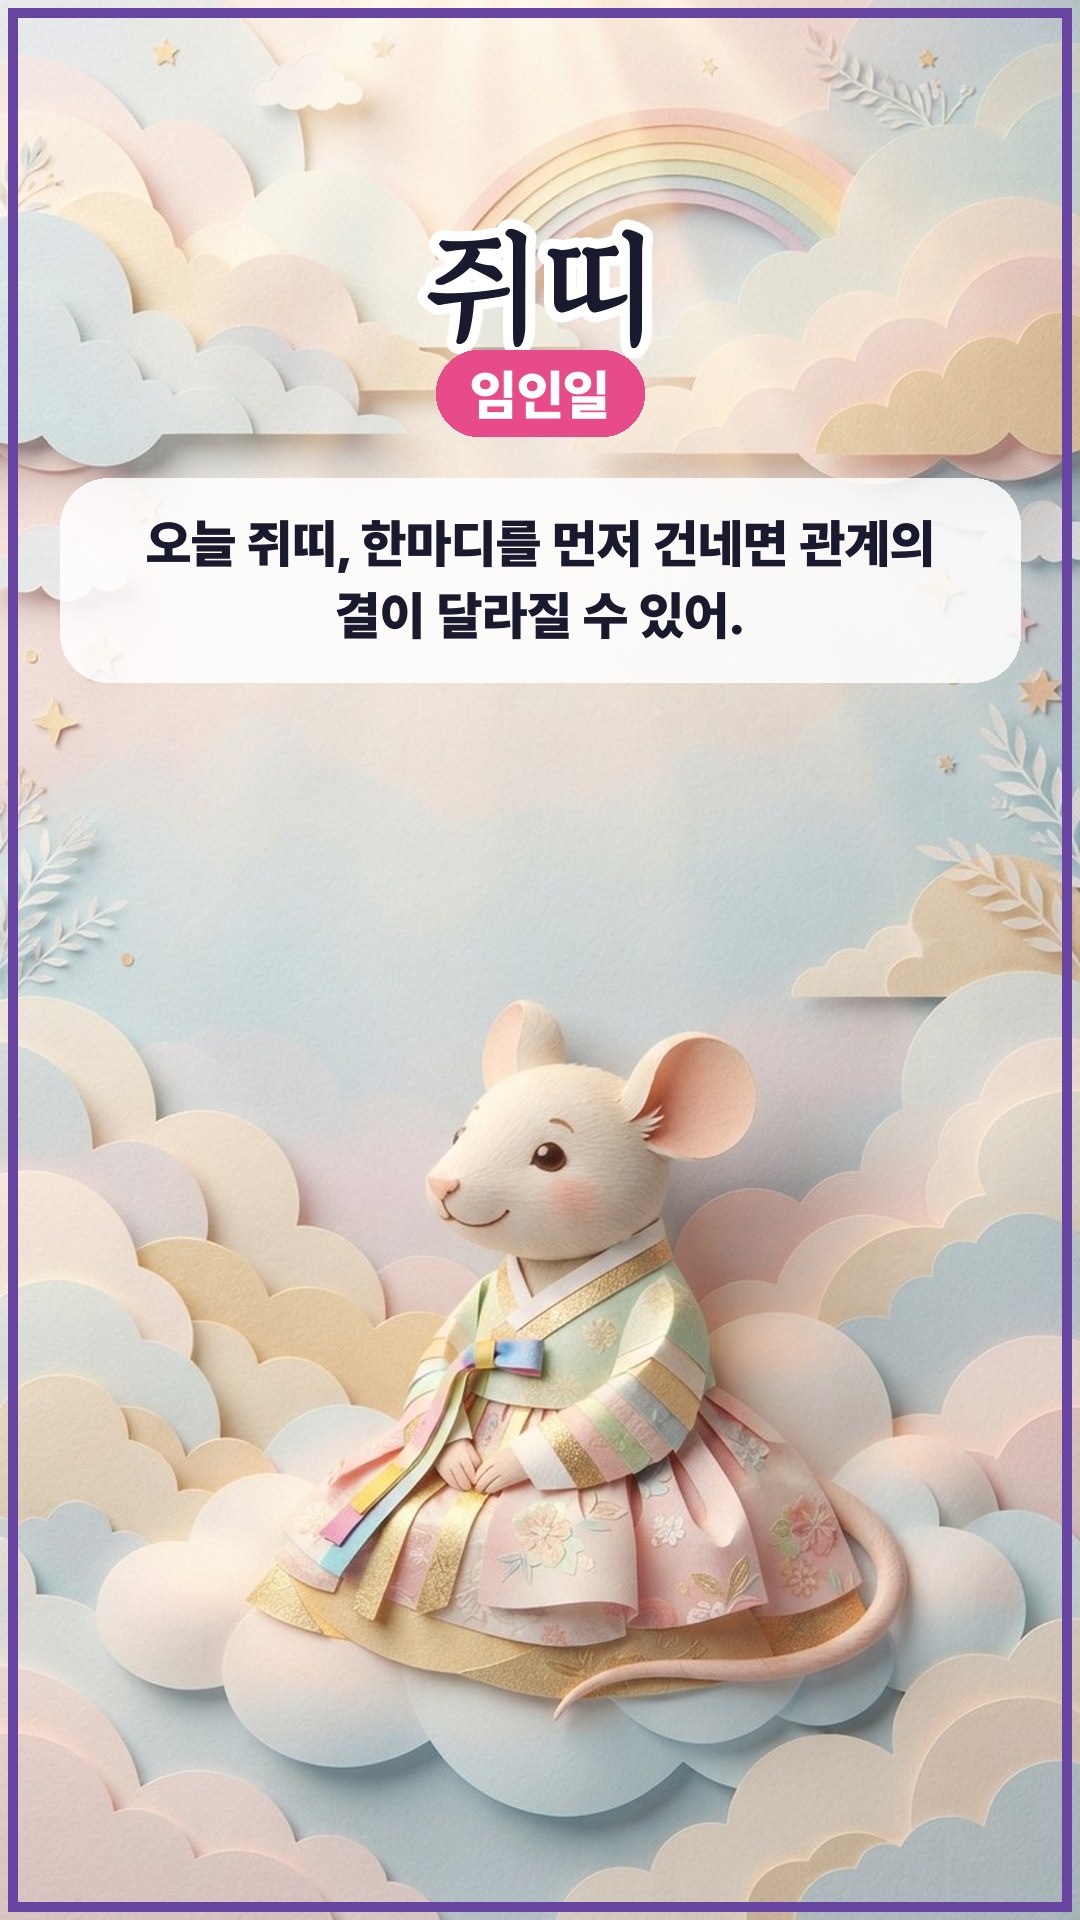 쥐띠
임인일
오늘 쥐띠, 한마디를 먼저 건네면 관계의
결이 달라질 수 있어.